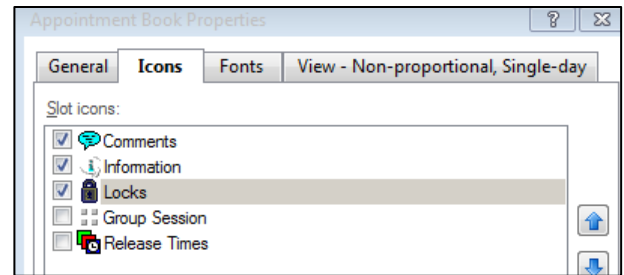 Appointment Book Properties
General Icons Fonts View - Non-proportional, Single-day
Slot icons:
Comments
Information
Locks
Group Session
Release Times